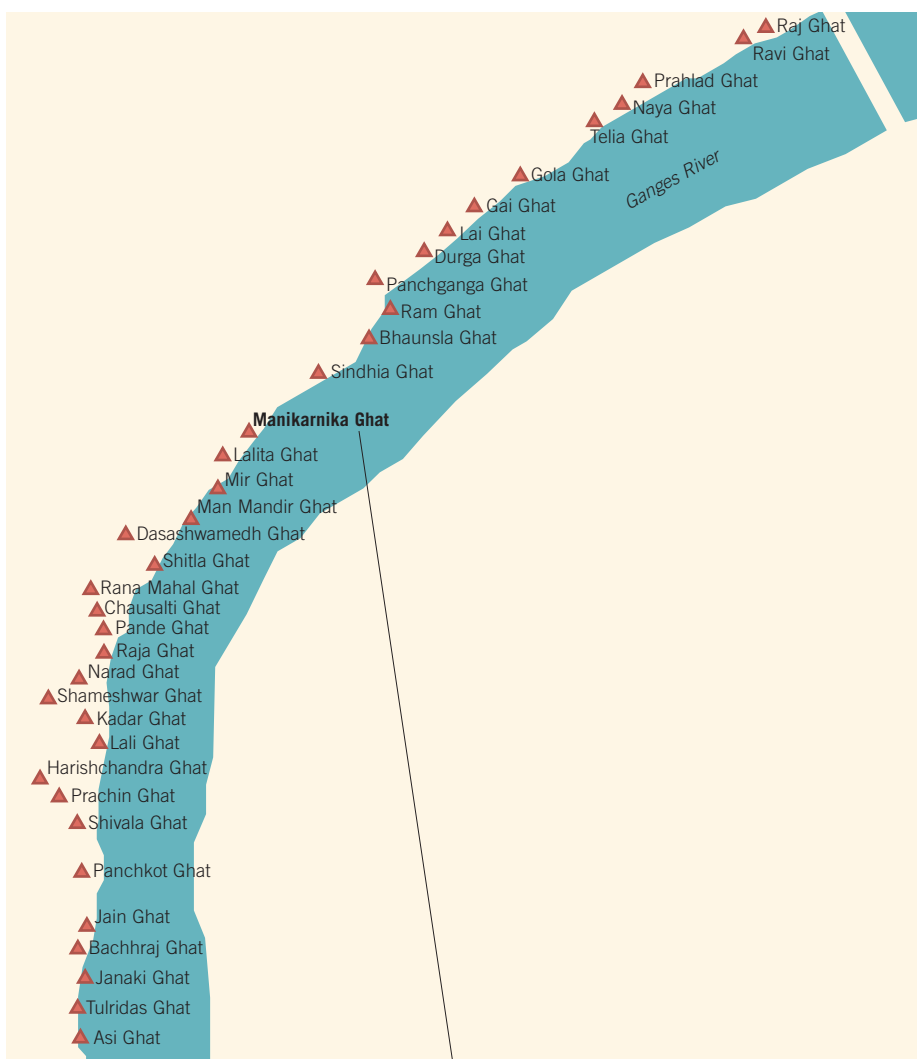 Raj Ghat
Ravi Ghat
Prahlad Ghat
Naya Ghat
Telia Ghat
Ganges River
Gola Ghat
Gai Ghat
Lai Ghat
Durga Ghat
Panchganga Ghat
Ram Ghat
Bhaunsla Ghat
Sindhia Ghat
Manikarnika Ghat
Lalita Ghat
Mir Ghat
Man Mandir Ghat
Dasashwamedh Ghat
Shitla Ghat
Rana Mahal Ghat
Chausalti Ghat
Pande Ghat
Raja Ghat
Narad Ghat
Shameshwar Ghat
Kadar Ghat
Lali Ghat
Harishchandra Ghat
Prachin Ghat
Shivala Ghat
Panchkot Ghat
Jain Ghat
Bachhraj Ghat
Janaki Ghat
Tulridas Ghat
Asi Ghat